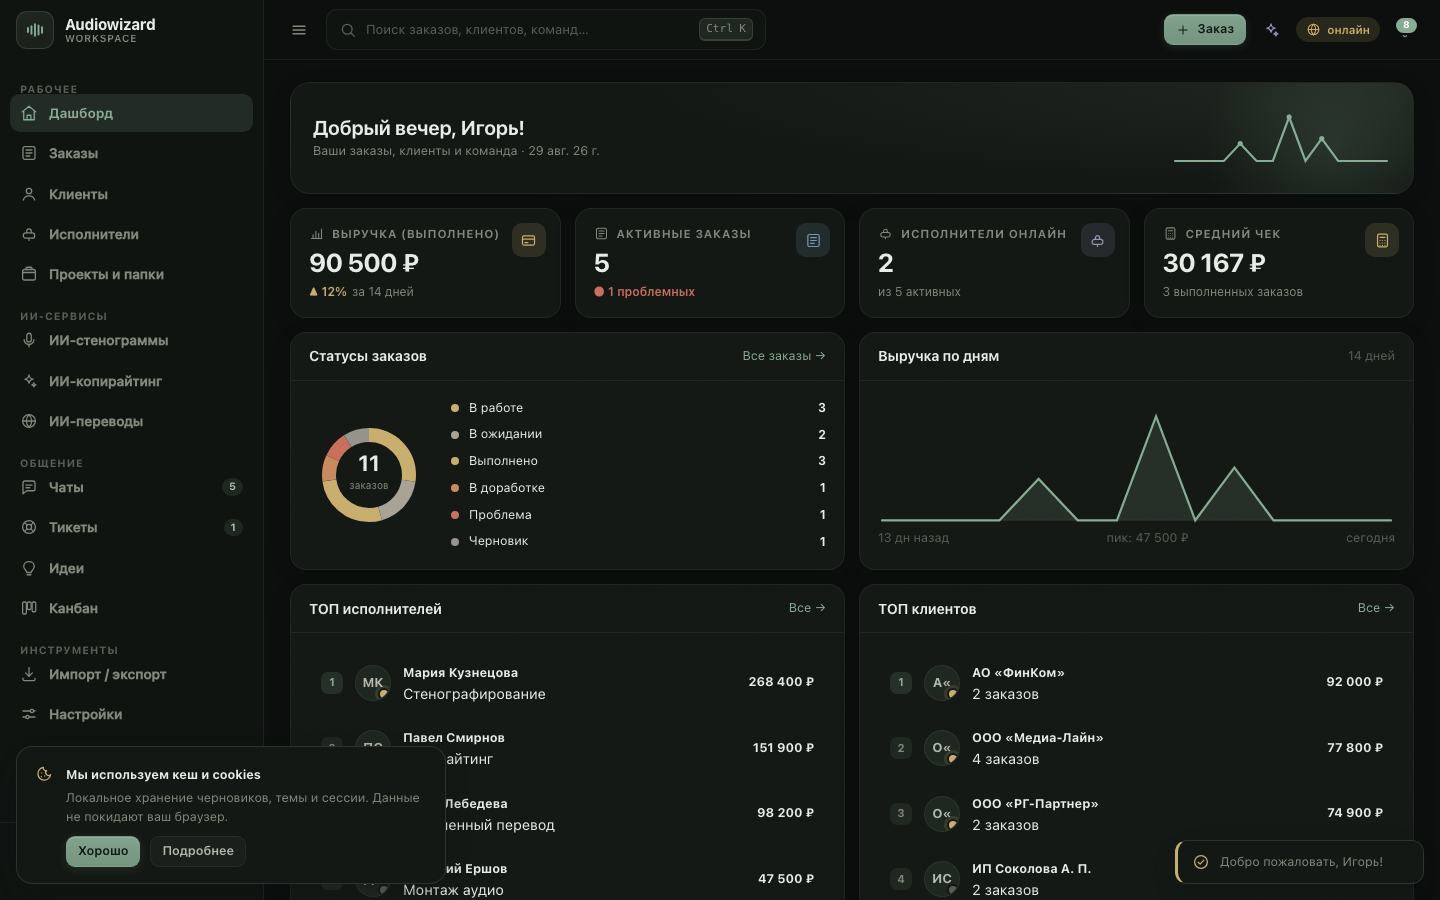 Audiowizard
WORKSPACE
РАБОЧЕЕ
Дашборд
Заказы
Клиенты
Исполнители
Проекты и папки
ИИ-СЕРВИСЫ
ИИ-стенограммы
ИИ-копирайтинг
ИИ-переводы
ОБЩЕНИЕ
Чаты 5
Тикеты 1
Идеи
Канбан
ИНСТРУМЕНТЫ
Импорт / экспорт
Настройки
Поиск заказов, клиентов, команд... Ctrl K
+ Заказ
онлайн
8
Добрый вечер, Игорь!
Ваши заказы, клиенты и команда · 29 авг. 26 г.
ВЫРУЧКА (ВЫПОЛНЕНО)
90 500 ₽
▲ 12% за 14 дней
АКТИВНЫЕ ЗАКАЗЫ
5
1 проблемных
ИСПОЛНИТЕЛИ ОНЛАЙН
2
из 5 активных
СРЕДНИЙ ЧЕК
30 167 ₽
3 выполненных заказов
Статусы заказов
Все заказы →
11
заказов
В работе 3
В ожидании 2
Выполнено 3
В доработке 1
Проблема 1
Черновик 1
Выручка по дням
14 дней
13 дн назад
пик: 47 500 ₽
сегодня
ТОП исполнителей
Все →
1 МК Мария Кузнецова 268 400 ₽
Стенографирование
Павел Смирнов 151 900 ₽
айтинг
Лебедева 98 200 ₽
енный перевод
ий Ершов 47 500 ₽
Монтаж аудио
ТОП клиентов
Все →
1 А« АО «ФинКом» 92 000 ₽
2 заказов
2 О« ООО «Медиа-Лайн» 77 800 ₽
4 заказов
3 О« ООО «РГ-Партнер» 74 900 ₽
2 заказов
4 ИС ИП Соколова А. П.
2 заказов
Мы используем кеш и cookies
Локальное хранение черновиков, темы и сессии. Данные
не покидают ваш браузер.
Хорошо
Подробнее
Добро пожаловать, Игорь!